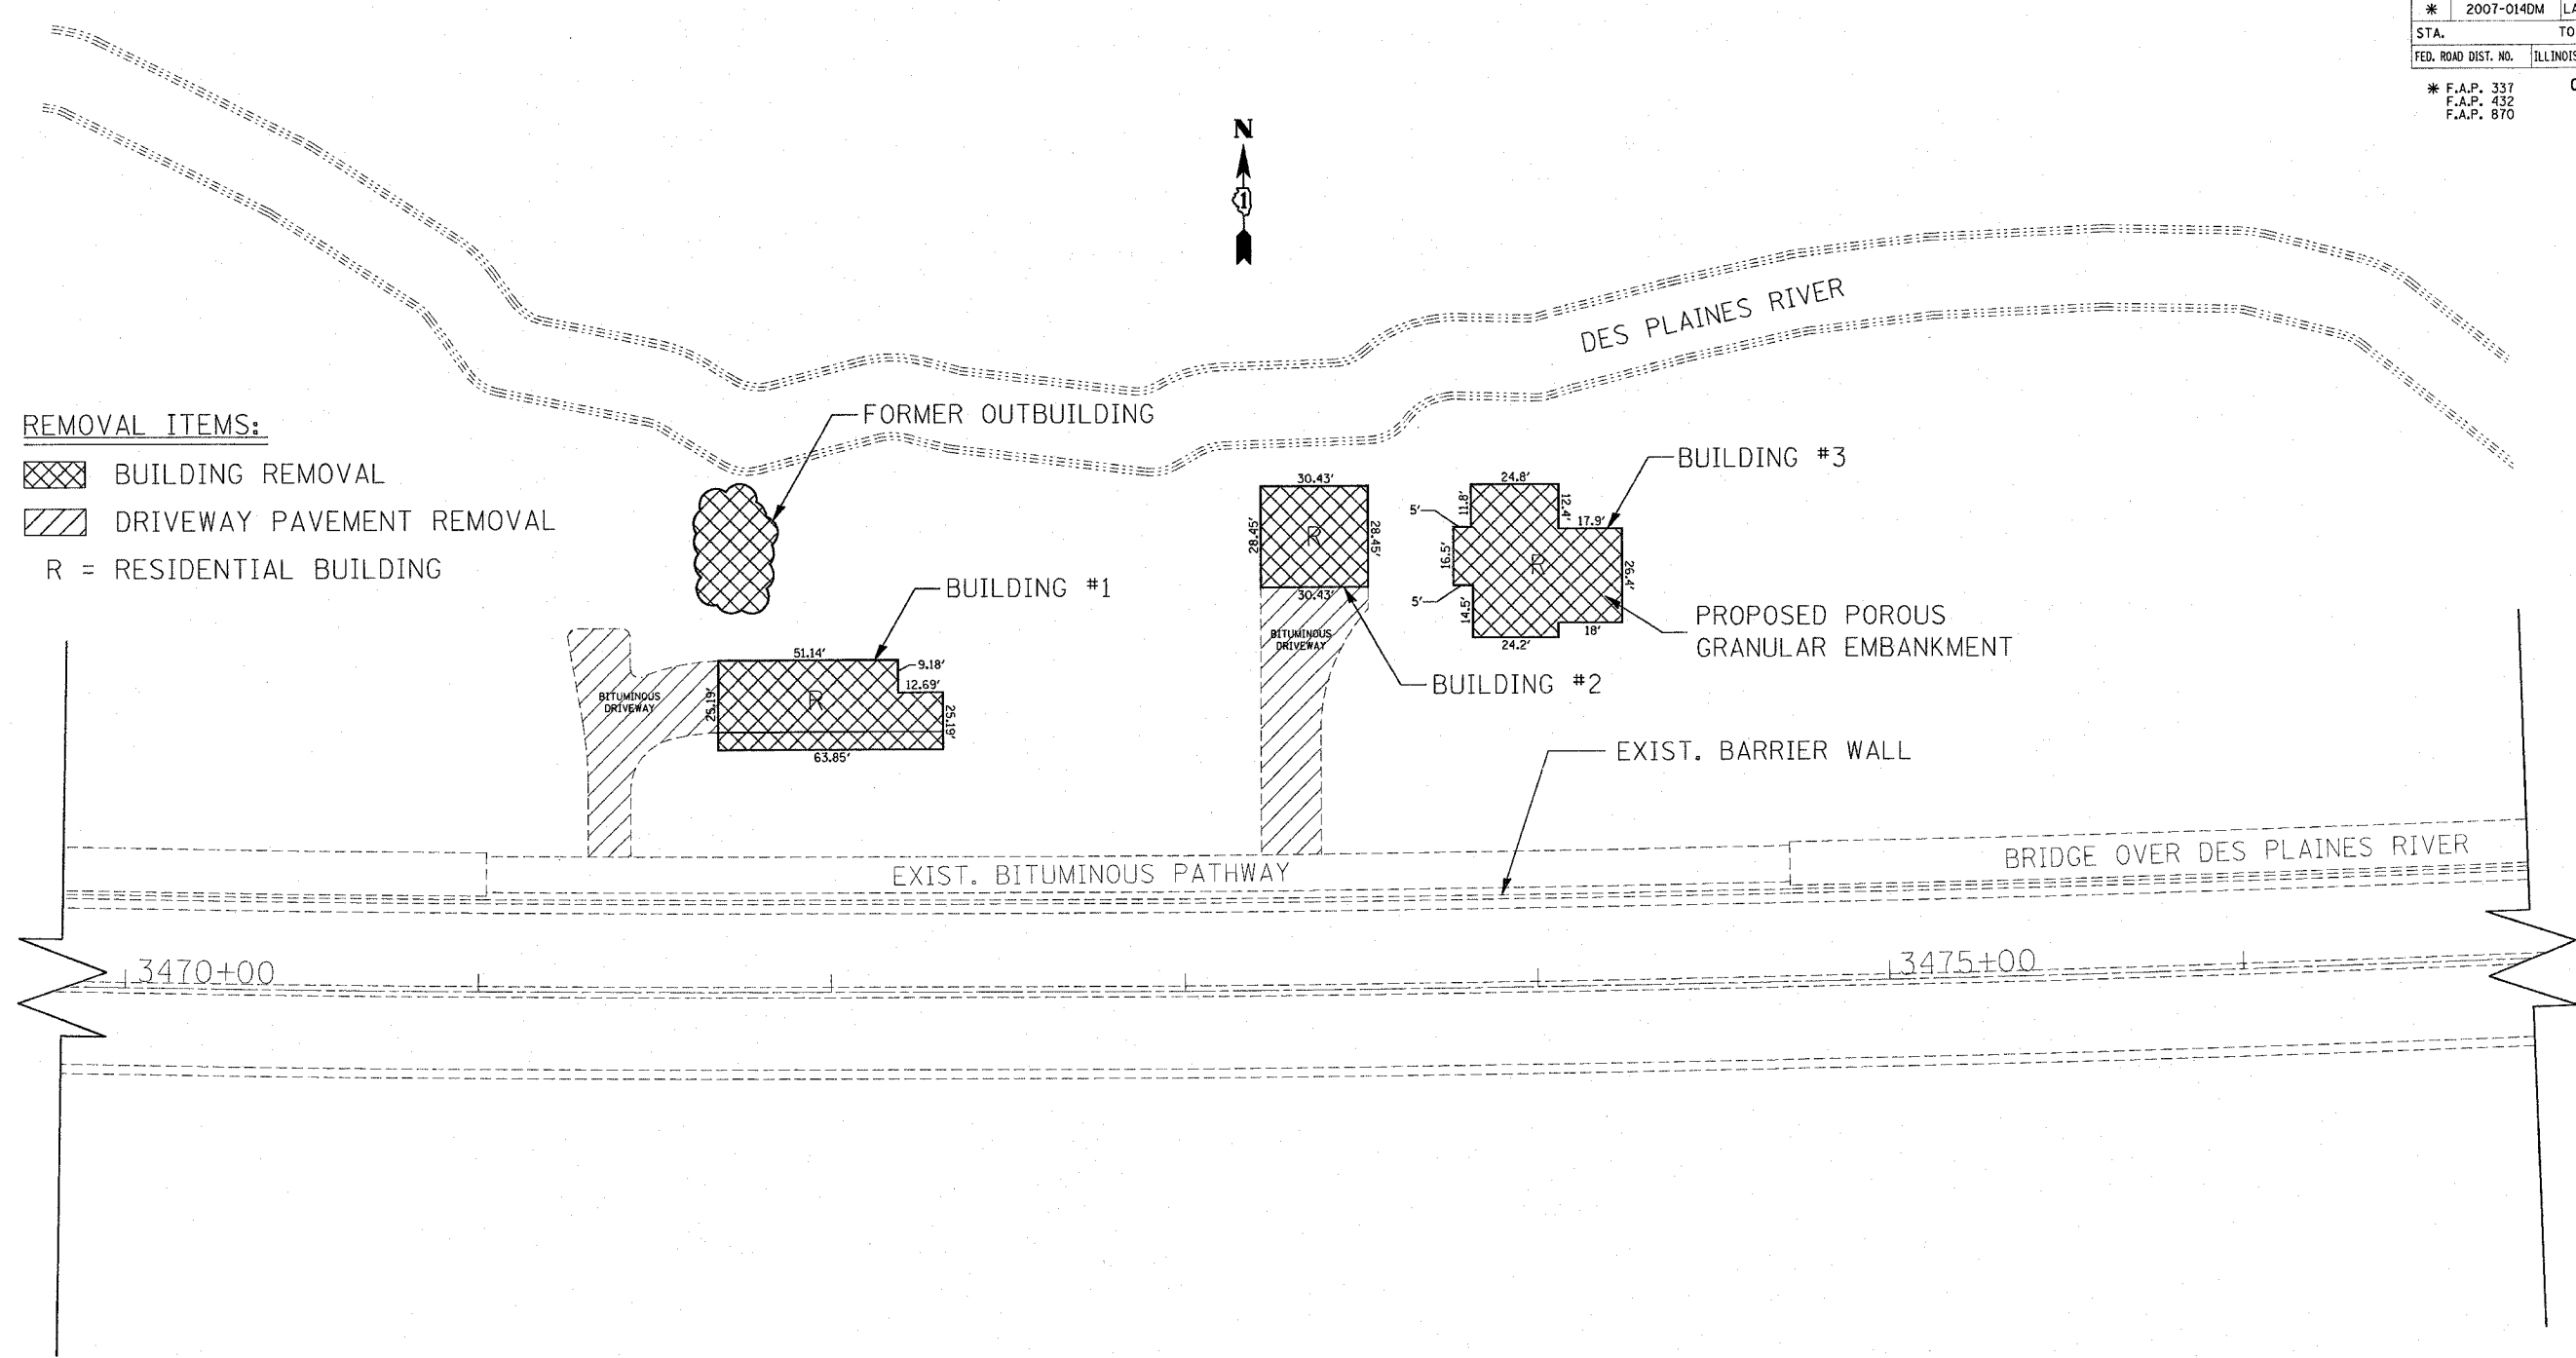 * 2007-014DM
STA. TO
FED. ROAD DIST. NO. ILLINOIS
* F.A.P. 337
F.A.P. 432
F.A.P. 870
N
1
DES PLAINES RIVER
REMOVAL ITEMS:
BUILDING REMOVAL
DRIVEWAY PAVEMENT REMOVAL
R = RESIDENTIAL BUILDING
FORMER OUTBUILDING
BUILDING #1
51.14'
9.18'
12.69'
25.19'
R
25.19'
63.85'
BITUMINOUS
DRIVEWAY
30.43'
28.45'
R
28.45'
30.43'
BITUMINOUS
DRIVEWAY
BUILDING #2
BUILDING #3
24.8'
11.8'
12.4'
5'
17.9'
16.5'
R
26.4'
5'
14.5'
18'
24.2'
PROPOSED POROUS
GRANULAR EMBANKMENT
EXIST. BARRIER WALL
EXIST. BITUMINOUS PATHWAY
BRIDGE OVER DES PLAINES RIVER
3470+00
3475+00